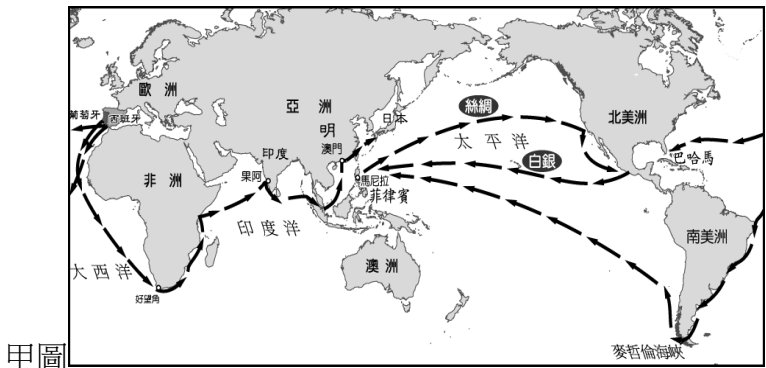 歐洲
亞洲
北美洲
葡萄牙
西班牙
明
日本
絲綢
太平洋
澳門
印度
白銀
巴哈馬
非洲
果阿
馬尼拉
菲律賓
印度洋
南美洲
大西洋
澳洲
好望角
麥哲倫海峽
甲圖